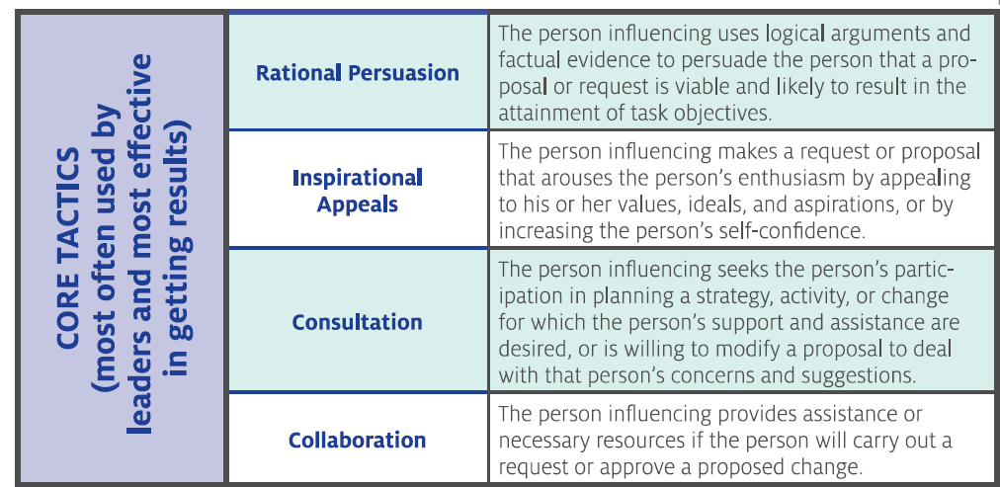 CORE TACTICS
(most often used by
leaders and most effective
in getting results)
Rational Persuasion
The person influencing uses logical arguments and
factual evidence to persuade the person that a pro-
posal or request is viable and likely to result in the
attainment of task objectives.
Inspirational
Appeals
The person influencing makes a request or proposal
that arouses the person’s enthusiasm by appealing
to his or her values, ideals, and aspirations, or by
increasing the person’s self-confidence.
Consultation
The person influencing seeks the person’s partic-
ipation in planning a strategy, activity, or change
for which the person’s support and assistance are
desired, or is willing to modify a proposal to deal
with that person’s concerns and suggestions.
Collaboration
The person influencing provides assistance or
necessary resources if the person will carry out a
request or approve a proposed change.